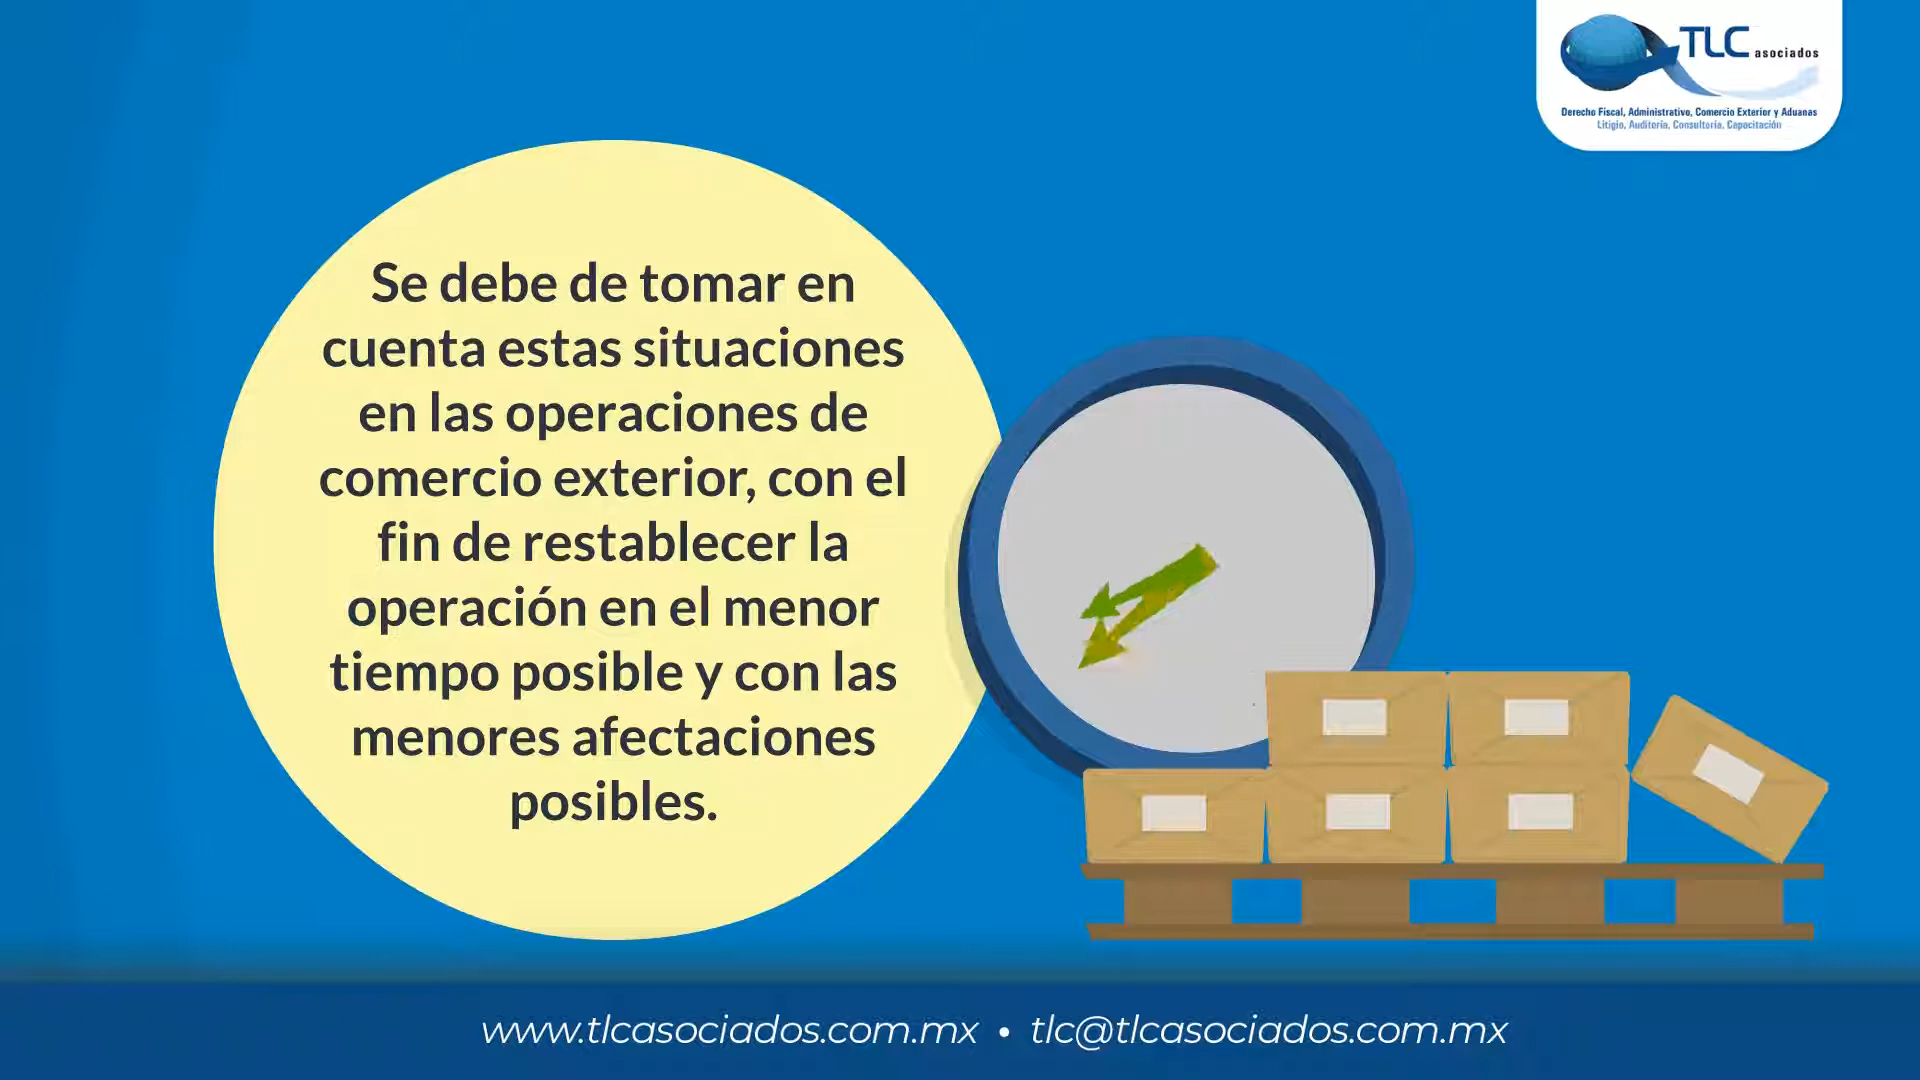 TLC asociados
Derecho Fiscal, Administrativo, Comercio Exterior y Aduanas
Litigio, Auditoría, Consultoría, Capacitación
Se debe de tomar en
cuenta estas situaciones
en las operaciones de
comercio exterior, con el
fin de restablecer la
operación en el menor
tiempo posible y con las
menores afectaciones
posibles.
www.tlcasociados.com.mx • tlc@tlcasociados.com.mx